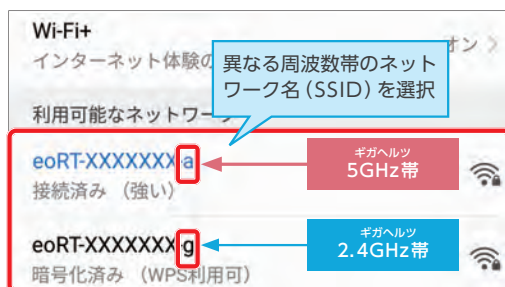 Wi-Fi+
インターネット体験の
オン
異なる周波数帯のネット
ワーク名（SSID）を選択
利用可能なネットワーク
eoRT-XXXXXXX-a
接続済み （強い）
ギガヘルツ
5GHz帯
eoRT-XXXXXXX-g
暗号化済み （WPS利用可）
ギガヘルツ
2.4GHz帯